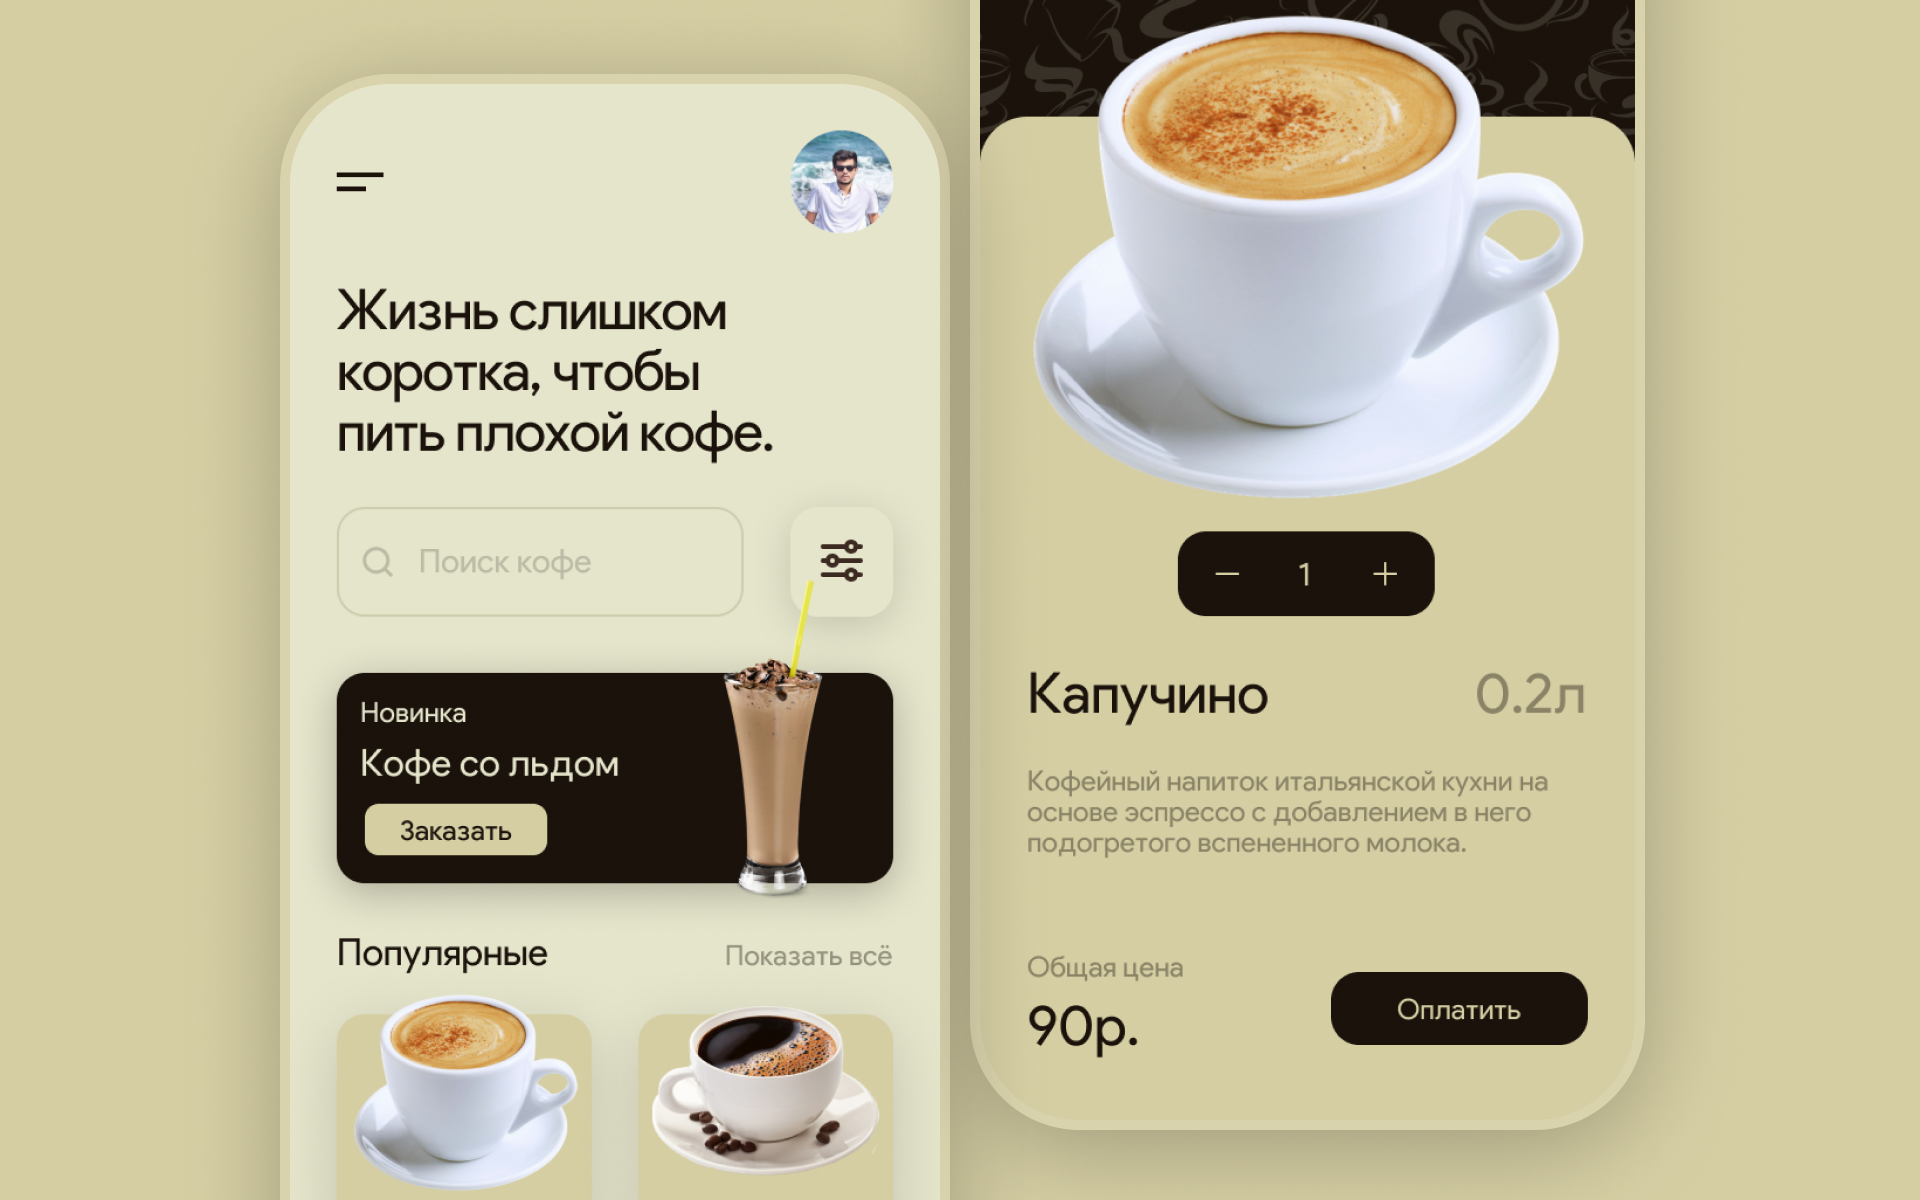 Жизнь слишком
коротка, чтобы
пить плохой кофе.
Поиск кофе
Новинка
Кофе со льдом
Заказать
Популярные
Показать всё
1
Капучино
0.2л
Кофейный напиток итальянской кухни на
основе эспрессо с добавлением в него
подогретого вспененного молока.
Общая цена
90р.
Оплатить